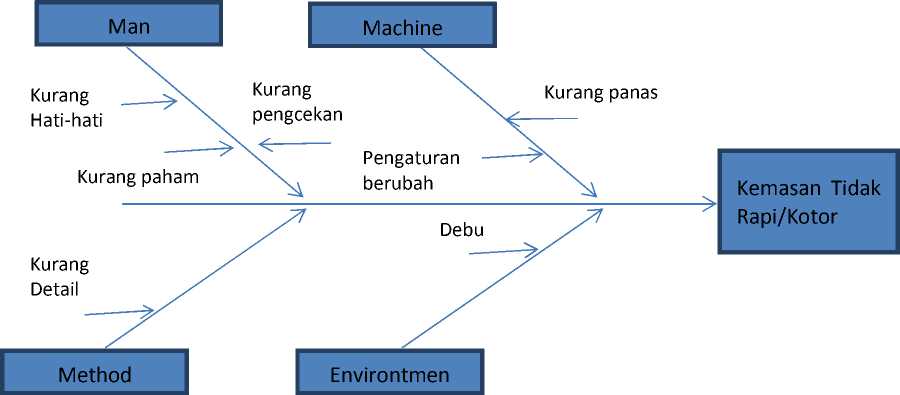 Man
Machine
Kurang
Hati-hati
Kurang
pengcekan
Kurang panas
Kurang paham
Pengaturan
berubah
Kemasan Tidak
Rapi/Kotor
Debu
Kurang
Detail
Method
Environtmen